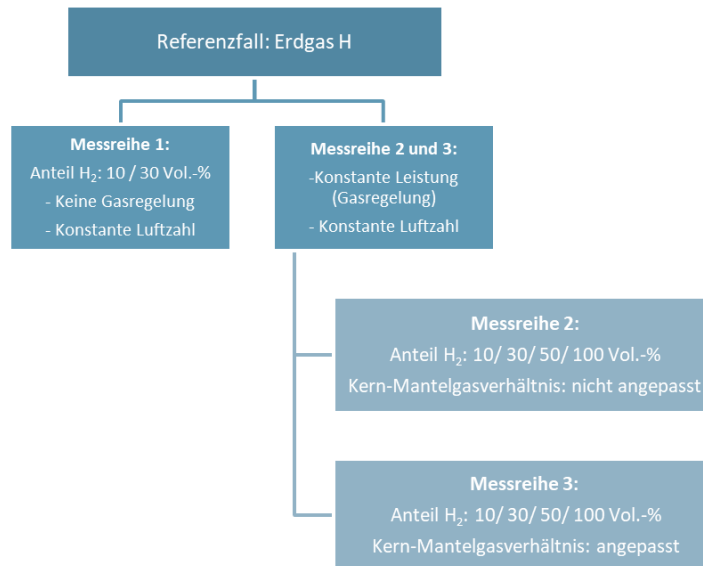 Referenzfall: Erdgas H
Messreihe 1:
Anteil H₂: 10 / 30 Vol.-%
- Keine Gasregelung
- Konstante Luftzahl
Messreihe 2 und 3:
-Konstante Leistung
(Gasregelung)
- Konstante Luftzahl
Messreihe 2:
Anteil H₂: 10/ 30/ 50/ 100 Vol.-%
Kern-Mantelgasverhältnis: nicht angepasst
Messreihe 3:
Anteil H₂: 10/ 30/ 50/ 100 Vol.-%
Kern-Mantelgasverhältnis: angepasst